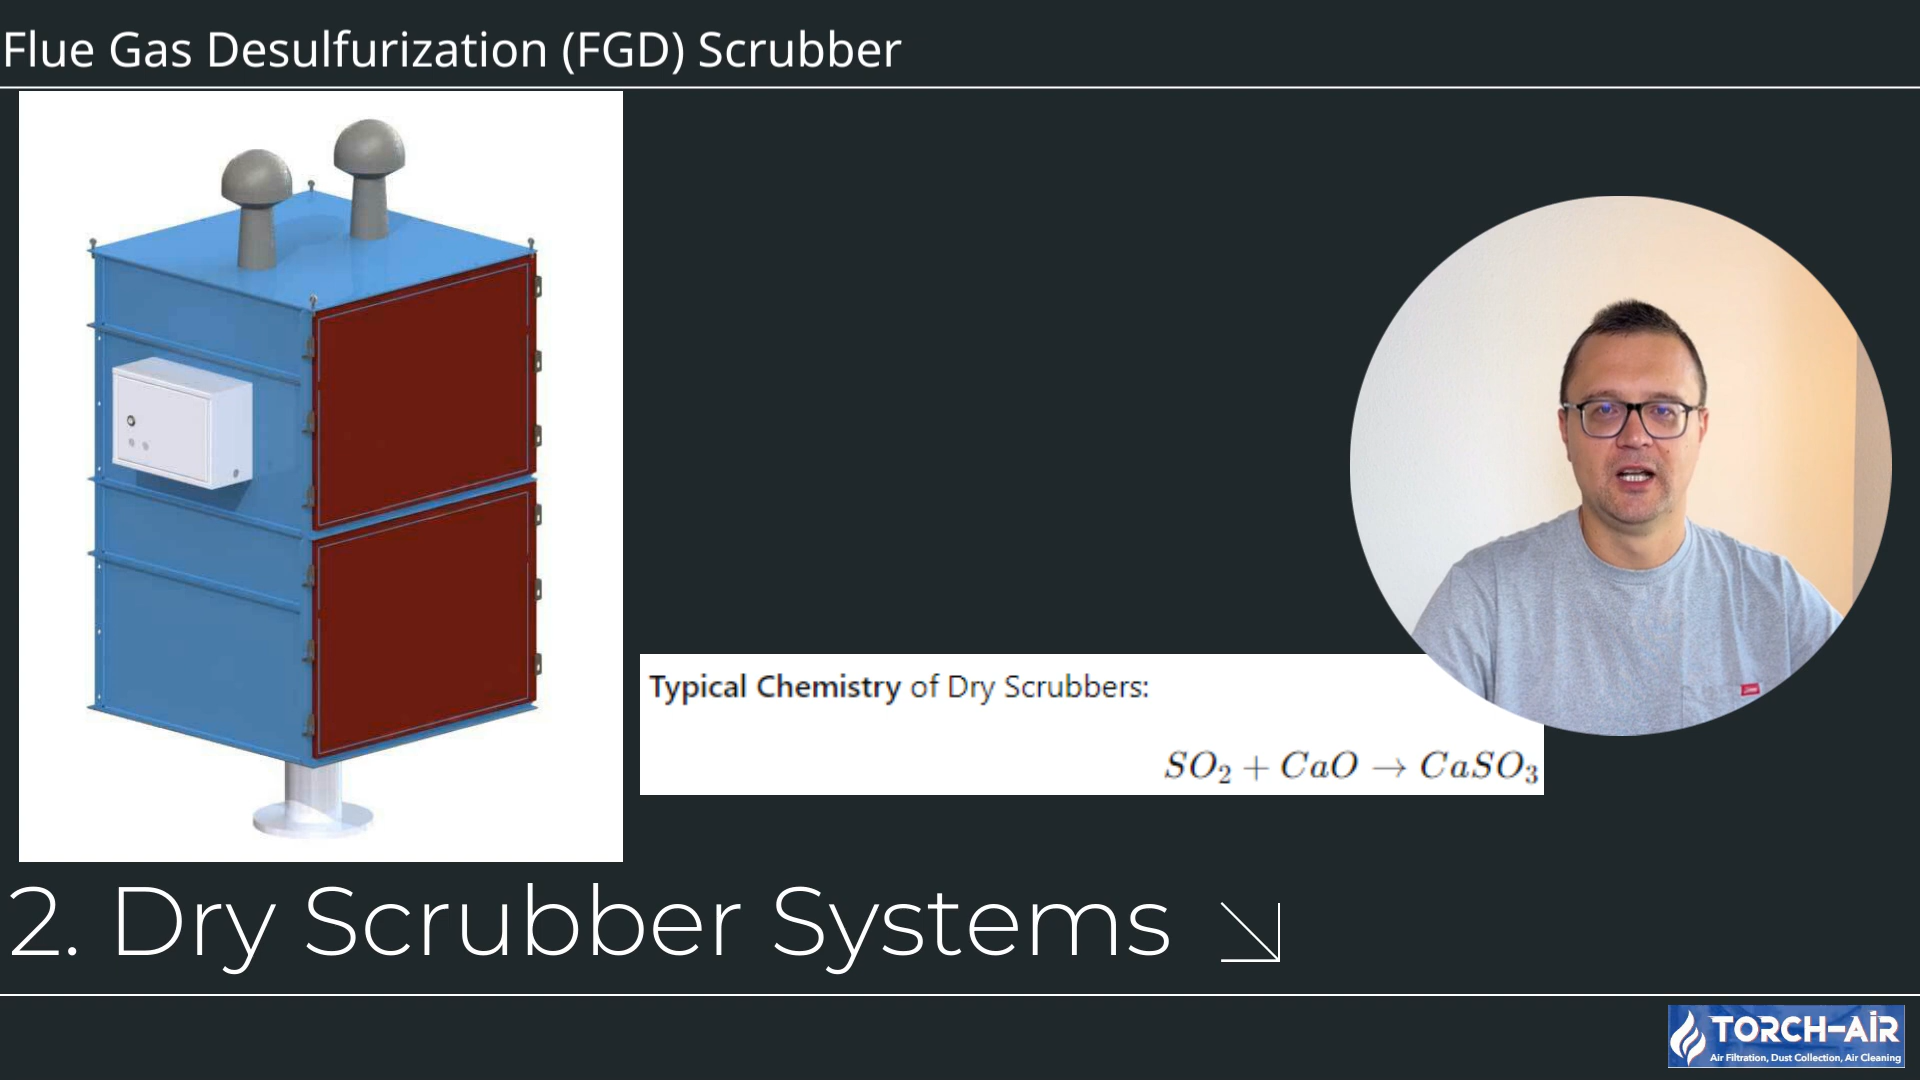 Flue Gas Desulfurization (FGD) Scrubber
Typical Chemistry of Dry Scrubbers:
SO₂ + CaO → CaSO₃
2. Dry Scrubber Systems
TORCH-AIR
Air Filtration, Dust Collection, Air Cleaning